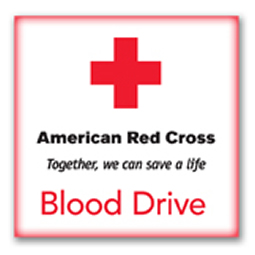 American Red Cross
Together, we can save a life
Blood Drive